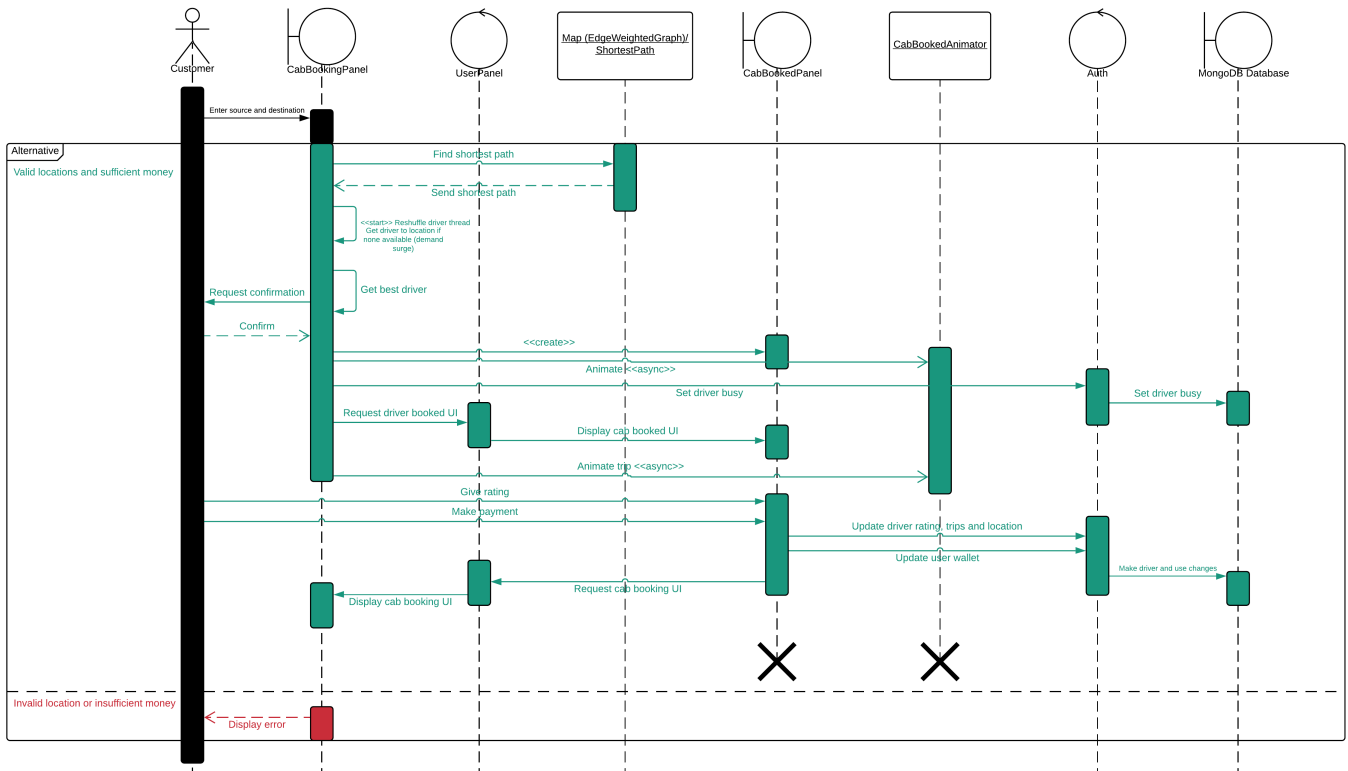 Customer
CabBookingPanel
UserPanel
Map (EdgeWeightedGraph)/
ShortestPath
CabBookedPanel
CabBookedAnimator
Auth
MongoDB Database
Enter source and destination
Alternative
Valid locations and sufficient money
Find shortest path
Send shortest path
<<start>> Reshuffle driver thread
Get driver to location if
none available (demand
surge)
Get best driver
Request confirmation
Confirm
<<create>>
Animate <<async>>
Set driver busy
Set driver busy
Request driver booked UI
Display cab booked UI
Animate trip <<async>>
Give rating
Make payment
Update driver rating, trips and location
Update user wallet
Make driver and use changes
Request cab booking UI
Display cab booking UI
Invalid location or insufficient money
Display error